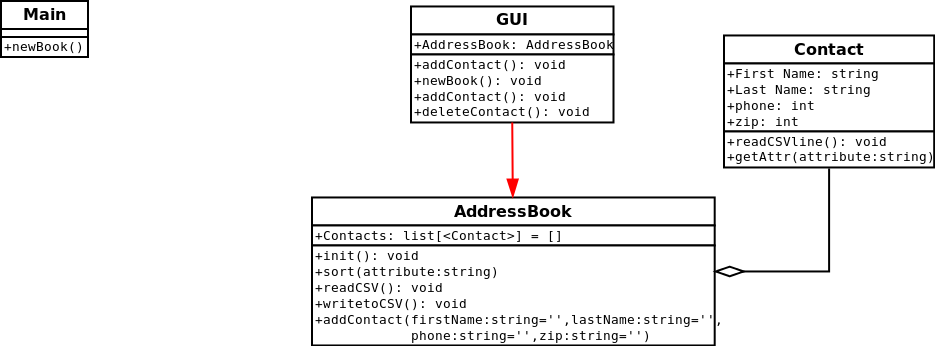 Main
+newBook()
GUI
+AddressBook: AddressBook
+addContact(): void
+newBook(): void
+addContact(): void
+deleteContact(): void
Contact
+First Name: string
+Last Name: string
+phone: int
+zip: int
+readCSVline(): void
+getAttr(attribute:string)
AddressBook
+Contacts: list[<Contact>] = []
+init(): void
+sort(attribute:string)
+readCSV(): void
+writetoCSV(): void
+addContact(firstName:string='',lastName:string='',
phone:string='',zip:string='')